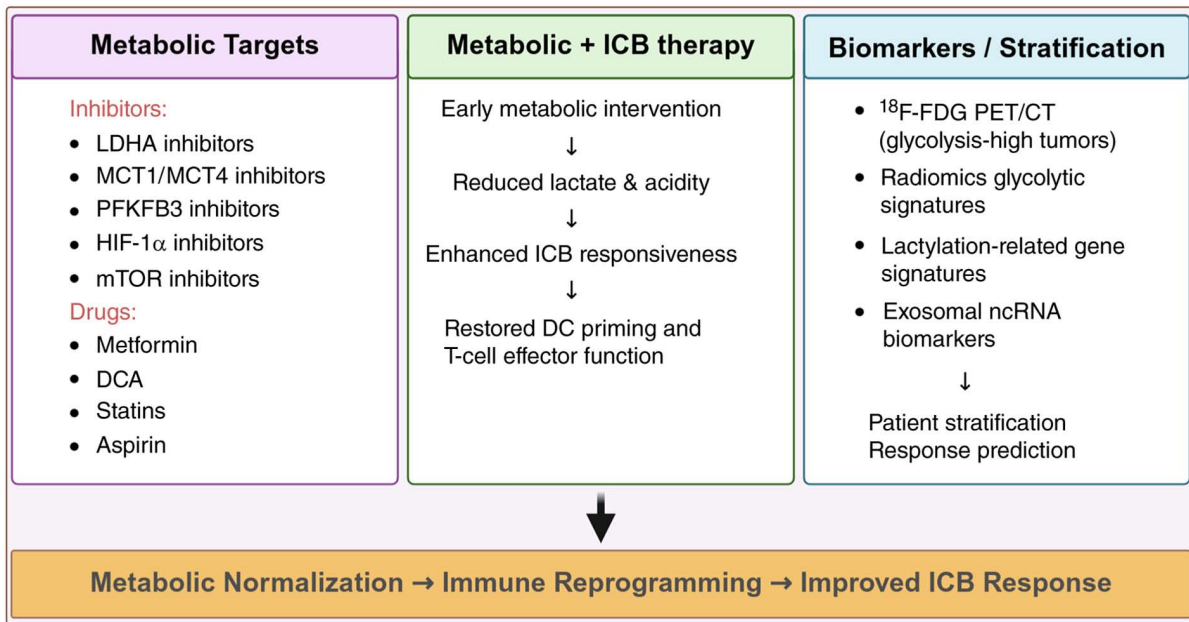 Metabolic Targets
Inhibitors:
• LDHA inhibitors
• MCT1/MCT4 inhibitors
• PFKFB3 inhibitors
• HIF-1α inhibitors
• mTOR inhibitors
Drugs:
• Metformin
• DCA
• Statins
• Aspirin
Metabolic + ICB therapy
Early metabolic intervention
↓
Reduced lactate & acidity
↓
Enhanced ICB responsiveness
↓
Restored DC priming and
T-cell effector function
Biomarkers / Stratification
• ¹⁸F-FDG PET/CT
(glycolysis-high tumors)
• Radiomics glycolytic
signatures
• Lactylation-related gene
signatures
• Exosomal ncRNA
biomarkers
↓
Patient stratification
Response prediction
Metabolic Normalization → Immune Reprogramming → Improved ICB Response